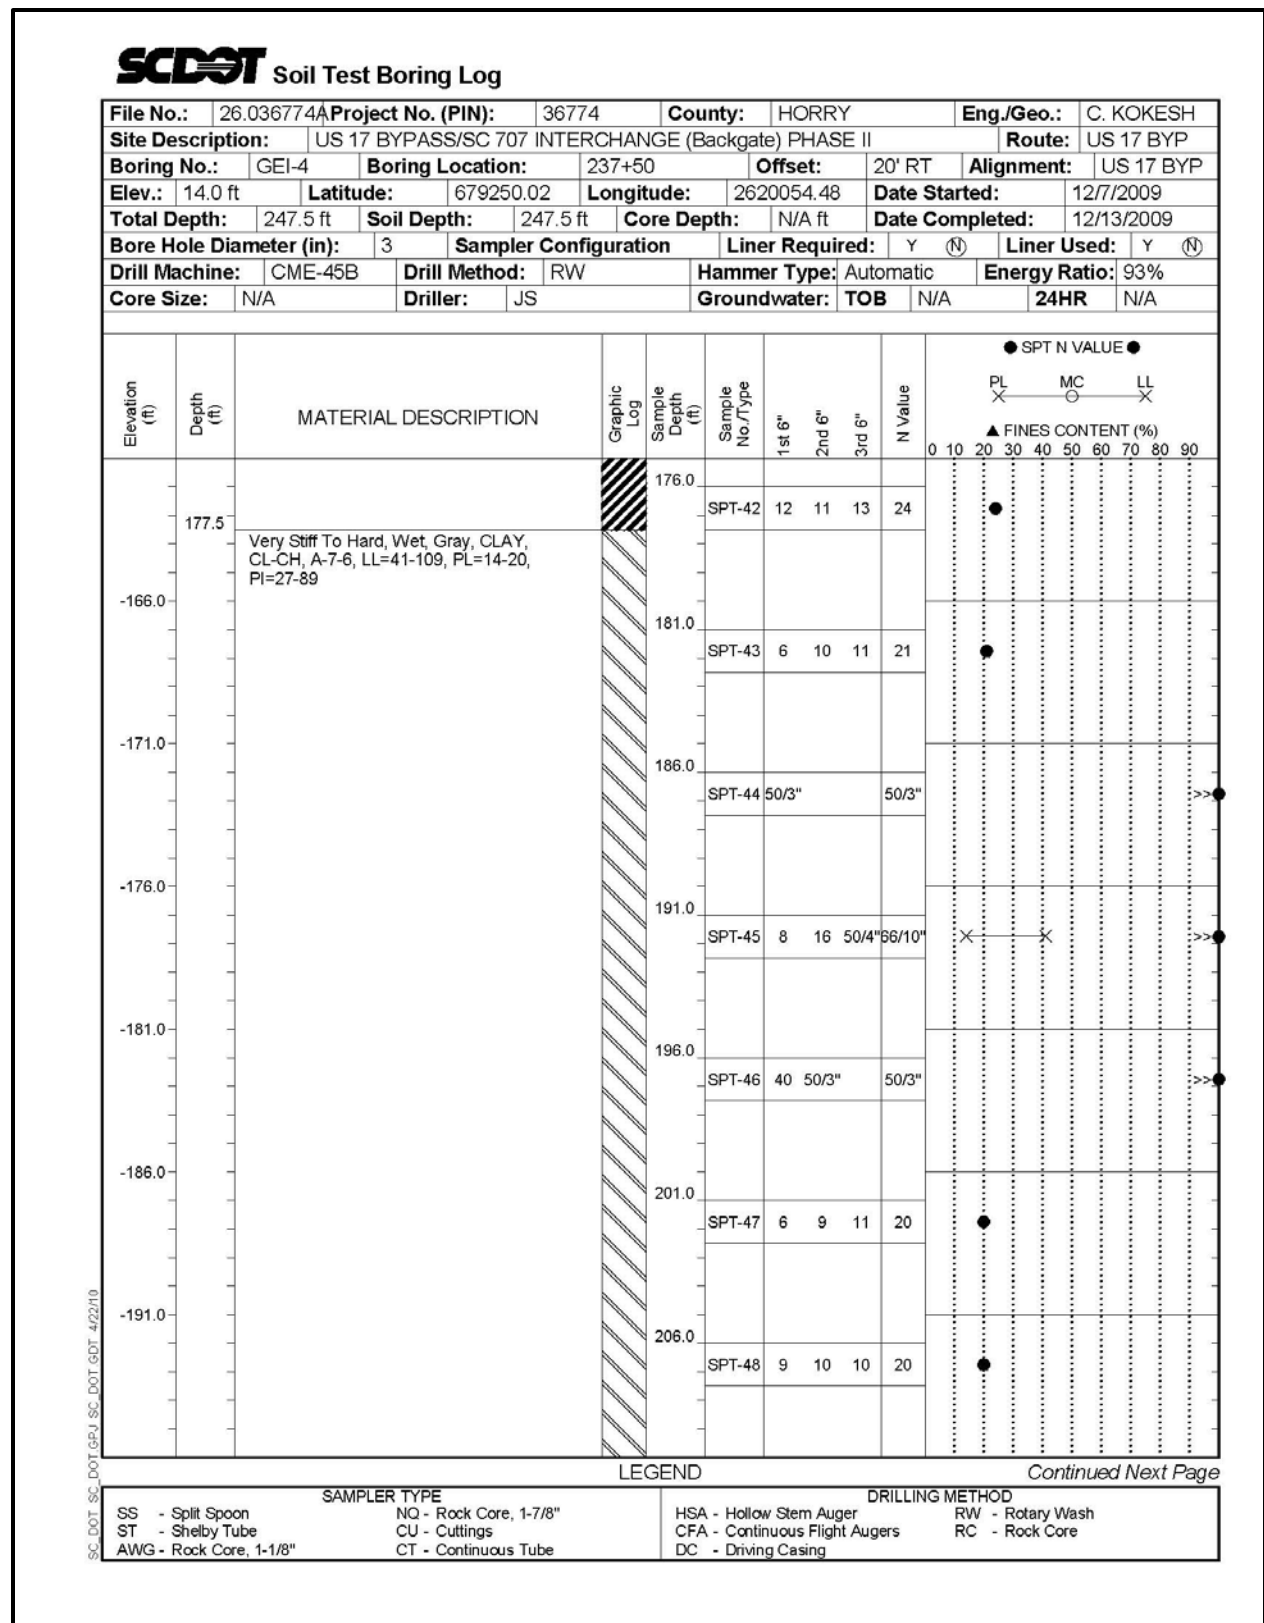 SCDOT Soil Test Boring Log
File No.: 26.036774A Project No. (PIN): 36774 County: HORRY Eng./Geo.: C. KOKESH
Site Description: US 17 BYPASS/SC 707 INTERCHANGE (Backgate) PHASE II Route: US 17 BYP
Boring No.: GEI-4 Boring Location: 237+50 Offset: 20' RT Alignment: US 17 BYP
Elev.: 14.0 ft Latitude: 679250.02 Longitude: 2620054.48 Date Started: 12/7/2009
Total Depth: 247.5 ft Soil Depth: 247.5 ft Core Depth: N/A ft Date Completed: 12/13/2009
Bore Hole Diameter (in): 3 Sampler Configuration Liner Required: Y Ⓝ Liner Used: Y Ⓝ
Drill Machine: CME-45B Drill Method: RW Hammer Type: Automatic Energy Ratio: 93%
Core Size: N/A Driller: JS Groundwater: TOB N/A 24HR N/A
Elevation (ft)
Depth (ft)
MATERIAL DESCRIPTION
Graphic Log
Sample Depth (ft)
Sample No./Type
1st 6"
2nd 6"
3rd 6"
N Value
● SPT N VALUE ●
PL MC LL
▲ FINES CONTENT (%)
0 10 20 30 40 50 60 70 80 90
176.0
SPT-42 12 11 13 24
177.5
Very Stiff To Hard, Wet, Gray, CLAY,
CL-CH, A-7-6, LL=41-109, PL=14-20,
PI=27-89
-166.0
181.0
SPT-43 6 10 11 21
-171.0
186.0
SPT-44 50/3" 50/3" >>
-176.0
191.0
SPT-45 8 16 50/4" 66/10" >>
-181.0
196.0
SPT-46 40 50/3" 50/3" >>
-186.0
201.0
SPT-47 6 9 11 20
-191.0
206.0
SPT-48 9 10 10 20
LEGEND Continued Next Page
SAMPLER TYPE DRILLING METHOD
SS - Split Spoon NQ - Rock Core, 1-7/8" HSA - Hollow Stem Auger RW - Rotary Wash
ST - Shelby Tube CU - Cuttings CFA - Continuous Flight Augers RC - Rock Core
AWG - Rock Core, 1-1/8" CT - Continuous Tube DC - Driving Casing
SC_DOT SC_DOT.GPJ SC_DOT.GDT 4/22/10